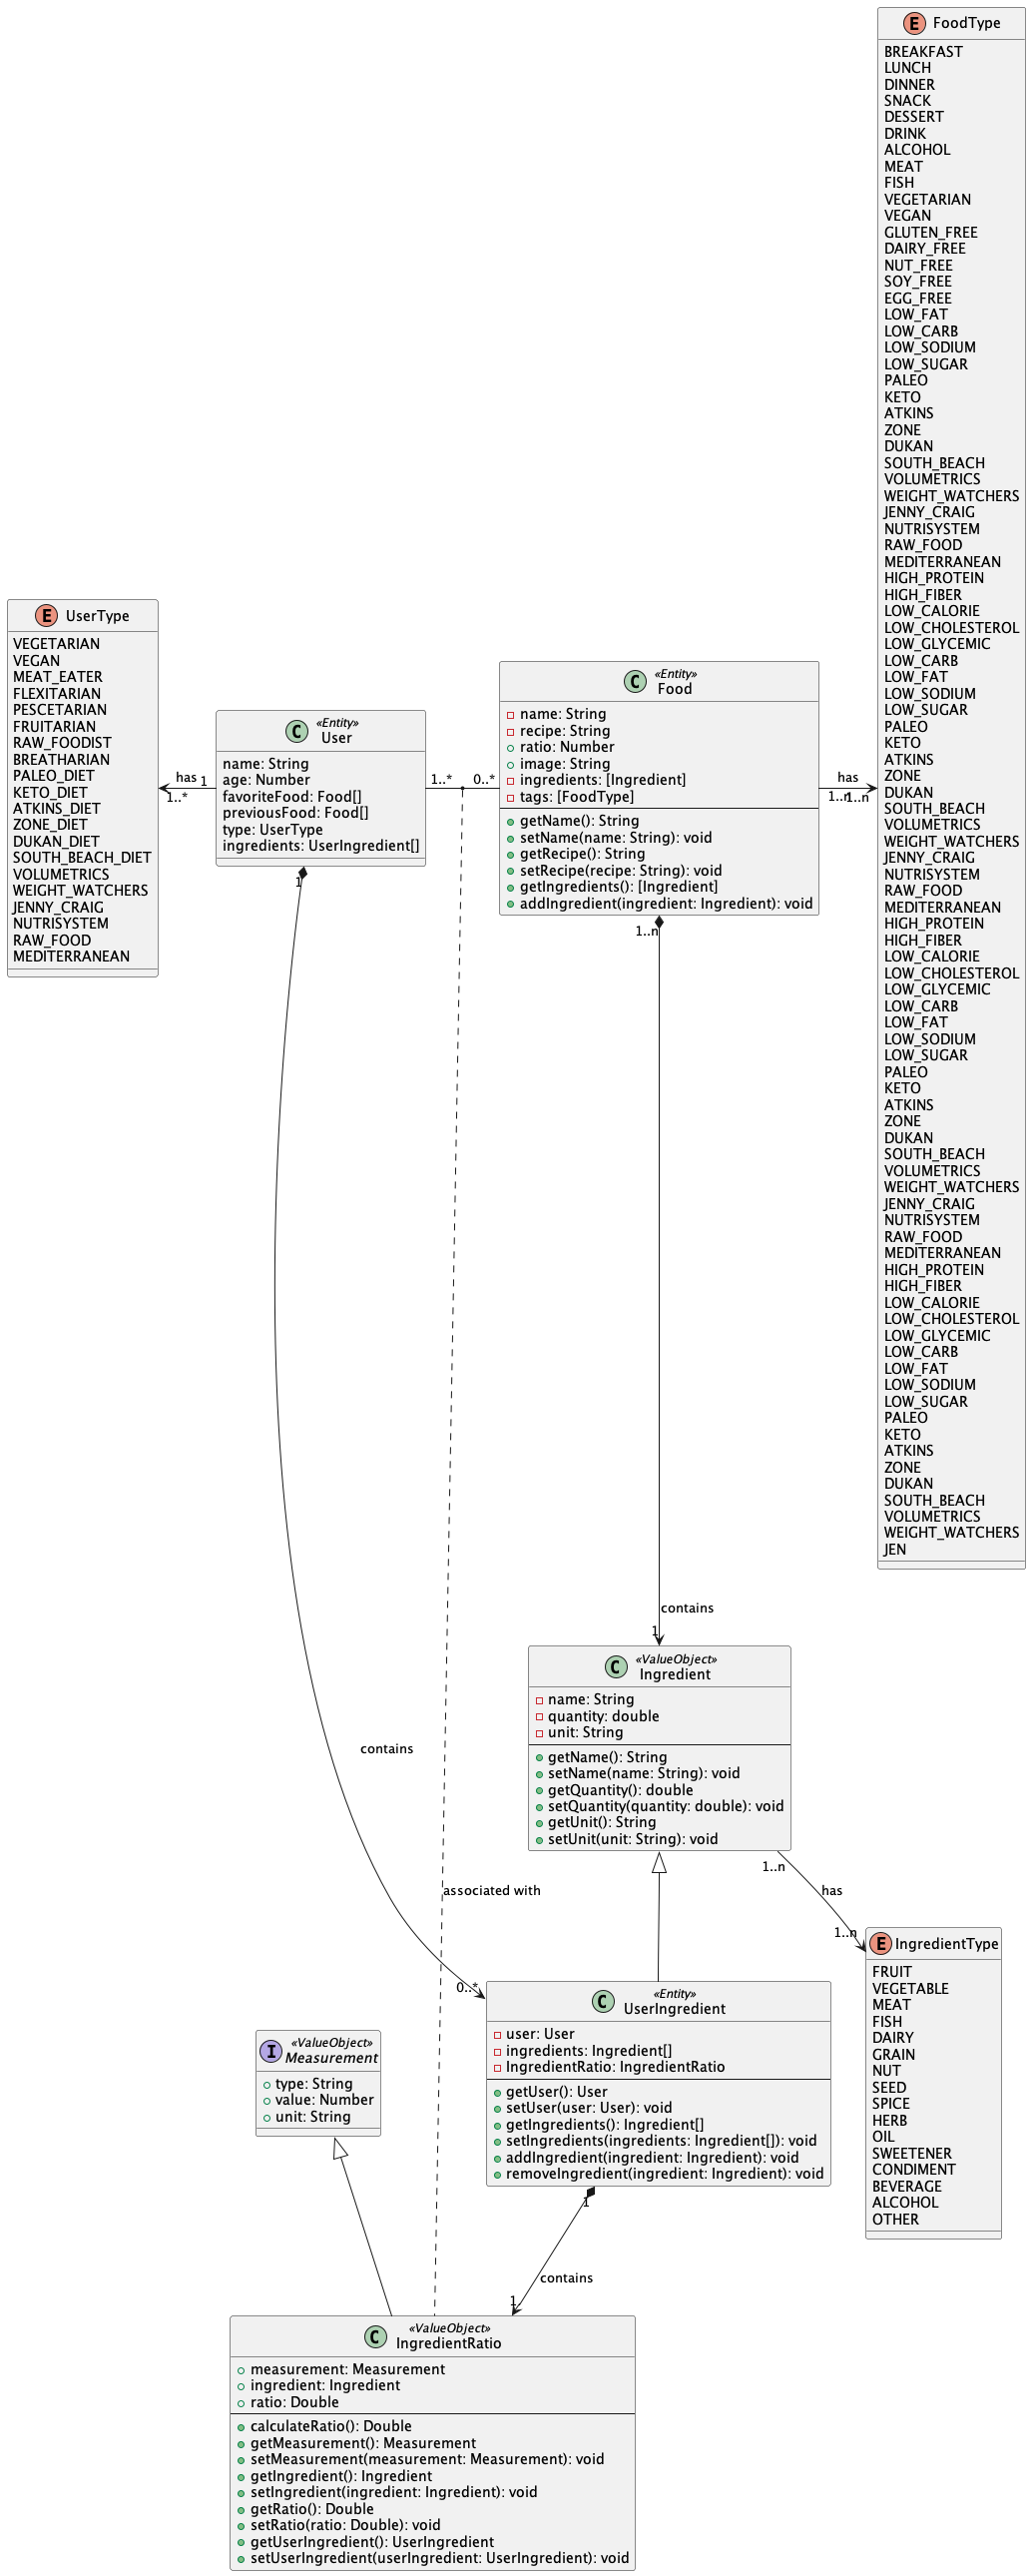 FoodType
BREAKFAST
LUNCH
DINNER
SNACK
DESSERT
DRINK
ALCOHOL
MEAT
FISH
VEGETARIAN
VEGAN
GLUTEN_FREE
DAIRY_FREE
NUT_FREE
SOY_FREE
EGG_FREE
LOW_FAT
LOW_CARB
LOW_SODIUM
LOW_SUGAR
PALEO
KETO
ATKINS
ZONE
DUKAN
SOUTH_BEACH
VOLUMETRICS
WEIGHT_WATCHERS
JENNY_CRAIG
NUTRISYSTEM
RAW_FOOD
MEDITERRANEAN
HIGH_PROTEIN
HIGH_FIBER
LOW_CALORIE
LOW_CHOLESTEROL
LOW_GLYCEMIC
LOW_CARB
LOW_FAT
LOW_SODIUM
LOW_SUGAR
PALEO
KETO
ATKINS
ZONE
DUKAN
SOUTH_BEACH
VOLUMETRICS
WEIGHT_WATCHERS
JENNY_CRAIG
NUTRISYSTEM
RAW_FOOD
MEDITERRANEAN
HIGH_PROTEIN
HIGH_FIBER
LOW_CALORIE
LOW_CHOLESTEROL
LOW_GLYCEMIC
LOW_CARB
LOW_FAT
LOW_SODIUM
LOW_SUGAR
PALEO
KETO
ATKINS
ZONE
DUKAN
SOUTH_BEACH
VOLUMETRICS
WEIGHT_WATCHERS
JENNY_CRAIG
NUTRISYSTEM
RAW_FOOD
MEDITERRANEAN
HIGH_PROTEIN
HIGH_FIBER
LOW_CALORIE
LOW_CHOLESTEROL
LOW_GLYCEMIC
LOW_CARB
LOW_FAT
LOW_SODIUM
LOW_SUGAR
PALEO
KETO
ATKINS
ZONE
DUKAN
SOUTH_BEACH
VOLUMETRICS
WEIGHT_WATCHERS
JEN
E
UserType
VEGETARIAN
VEGAN
MEAT_EATER
FLEXITARIAN
PESCETARIAN
FRUITARIAN
RAW_FOODIST
BREATHARIAN
PALEO_DIET
KETO_DIET
ATKINS_DIET
ZONE_DIET
DUKAN_DIET
SOUTH_BEACH_DIET
VOLUMETRICS
WEIGHT_WATCHERS
JENNY_CRAIG
NUTRISYSTEM
RAW_FOOD
MEDITERRANEAN
E
has
1
1..*
C
«Entity»
User
name: String
age: Number
favoriteFood: Food[]
previousFood: Food[]
type: UserType
ingredients: UserIngredient[]
1..*
0..*
C
«Entity»
Food
name: String
recipe: String
ratio: Number
image: String
ingredients: [Ingredient]
tags: [FoodType]
getName(): String
setName(name: String): void
getRecipe(): String
setRecipe(recipe: String): void
getIngredients(): [Ingredient]
addIngredient(ingredient: Ingredient): void
has
1..n
1..n
E
1
contains
0..*
1..n
contains
1
associated with
C
«ValueObject»
Ingredient
name: String
quantity: double
unit: String
getName(): String
setName(name: String): void
getQuantity(): double
setQuantity(quantity: double): void
getUnit(): String
setUnit(unit: String): void
1..n
has
1..n
E
IngredientType
FRUIT
VEGETABLE
MEAT
FISH
DAIRY
GRAIN
NUT
SEED
SPICE
HERB
OIL
SWEETENER
CONDIMENT
BEVERAGE
ALCOHOL
OTHER
C
«Entity»
UserIngredient
user: User
ingredients: Ingredient[]
IngredientRatio: IngredientRatio
getUser(): User
setUser(user: User): void
getIngredients(): Ingredient[]
setIngredients(ingredients: Ingredient[]): void
addIngredient(ingredient: Ingredient): void
removeIngredient(ingredient: Ingredient): void
I
«ValueObject»
Measurement
type: String
value: Number
unit: String
1
contains
C
«ValueObject»
IngredientRatio
measurement: Measurement
ingredient: Ingredient
ratio: Double
calculateRatio(): Double
getMeasurement(): Measurement
setMeasurement(measurement: Measurement): void
getIngredient(): Ingredient
setIngredient(ingredient: Ingredient): void
getRatio(): Double
setRatio(ratio: Double): void
getUserIngredient(): UserIngredient
setUserIngredient(userIngredient: UserIngredient): void